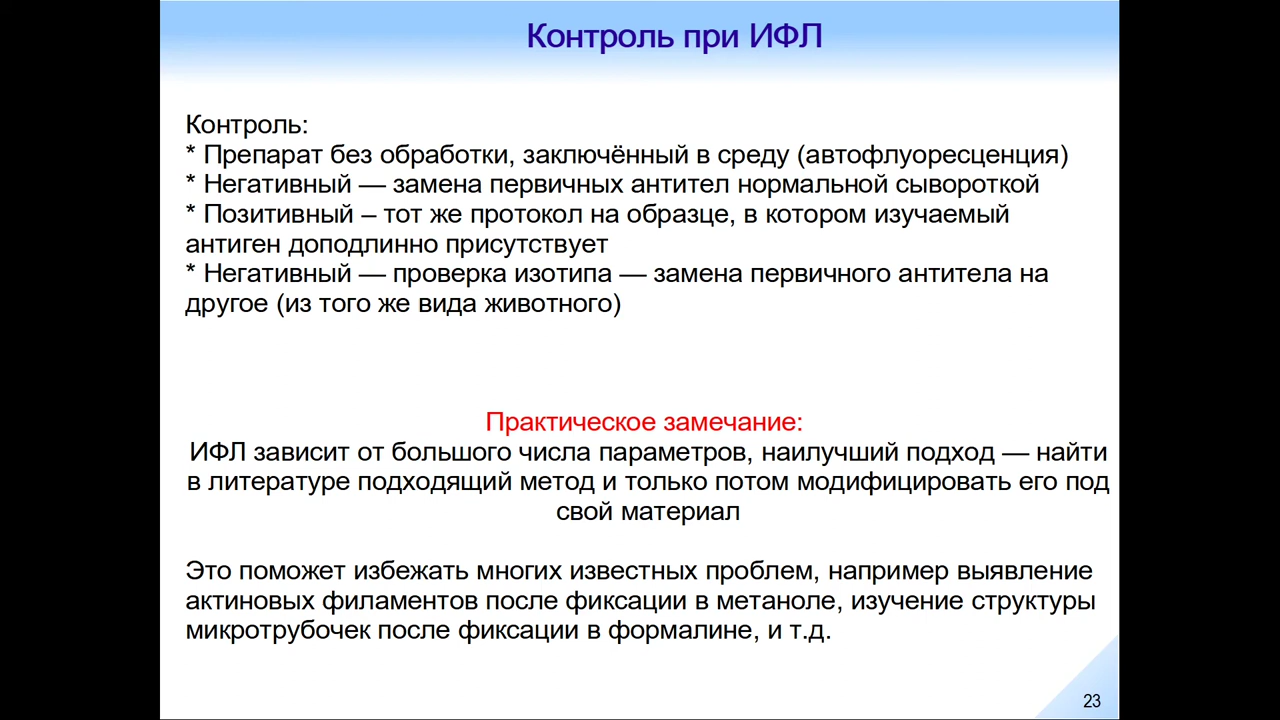 Контроль при ИФЛ
Контроль:
* Препарат без обработки, заключённый в среду (автофлуоресценция)
* Негативный — замена первичных антител нормальной сывороткой
* Позитивный – тот же протокол на образце, в котором изучаемый
антиген доподлинно присутствует
* Негативный — проверка изотипа — замена первичного антитела на
другое (из того же вида животного)
Практическое замечание:
ИФЛ зависит от большого числа параметров, наилучший подход — найти
в литературе подходящий метод и только потом модифицировать его под
свой материал
Это поможет избежать многих известных проблем, например выявление
актиновых филаментов после фиксации в метаноле, изучение структуры
микротрубочек после фиксации в формалине, и т.д.
23